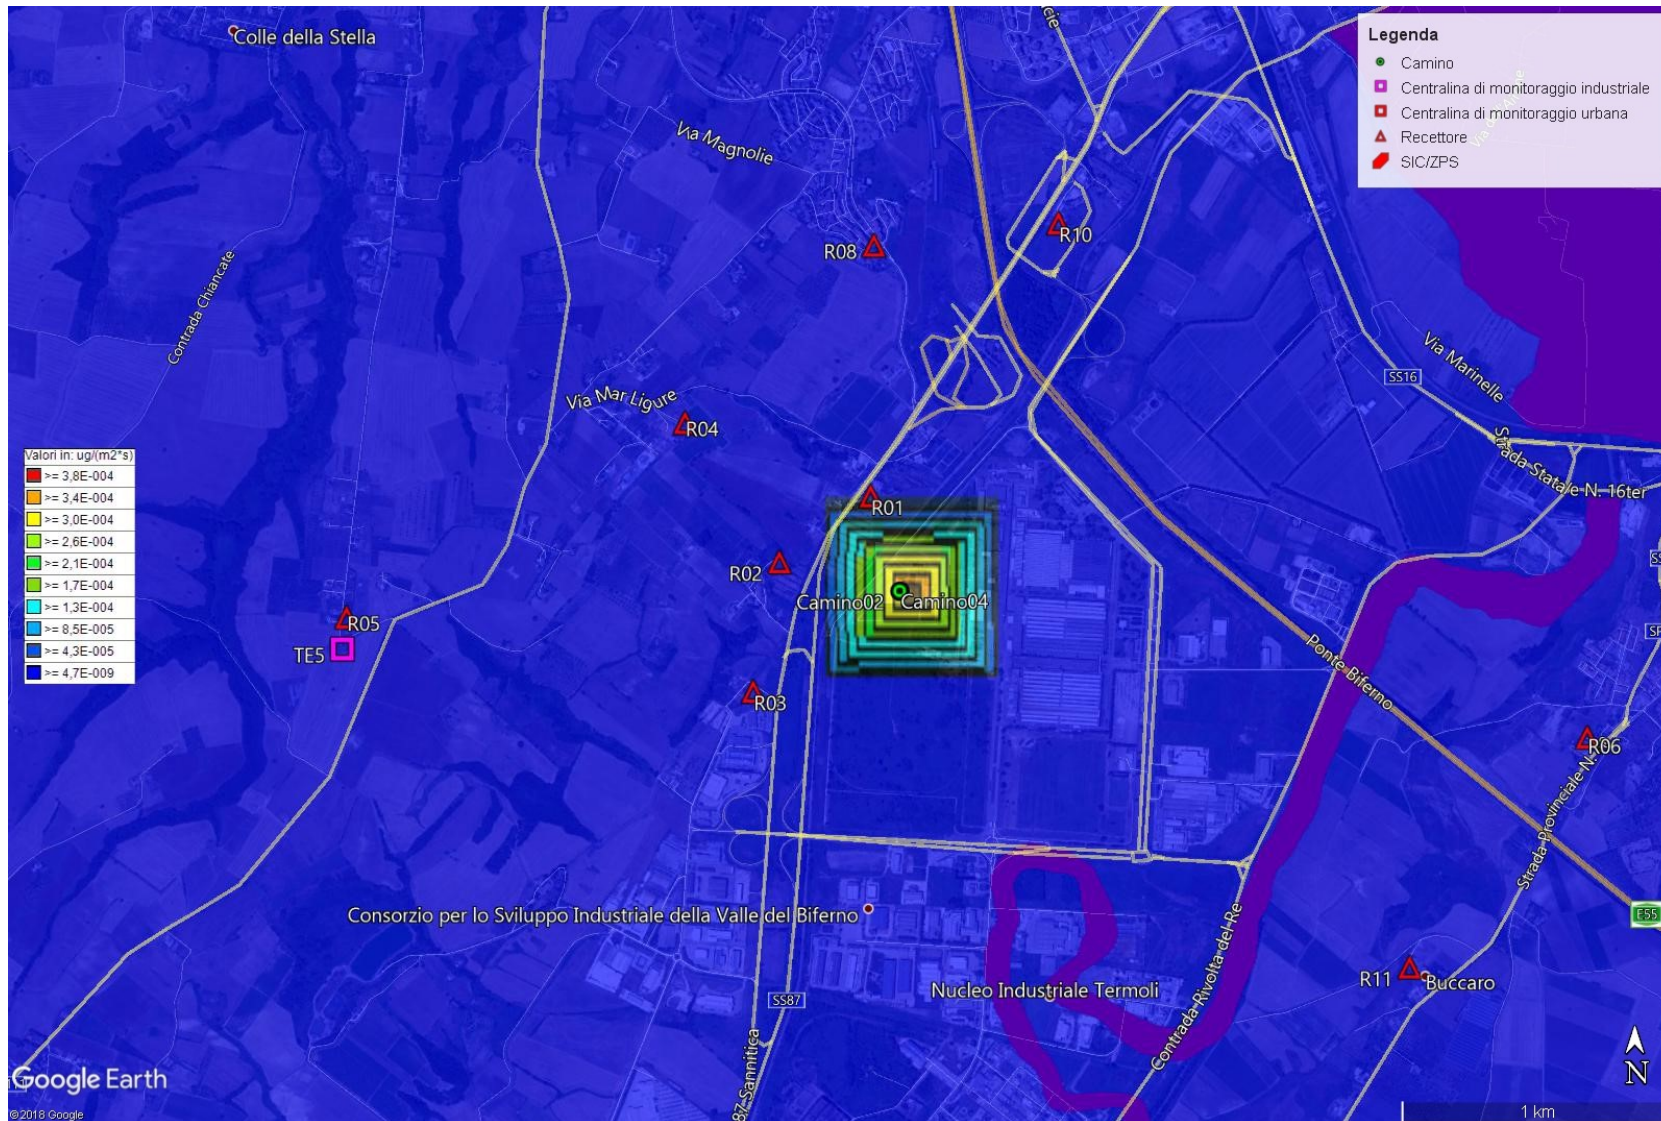 Colle della Stella
Legenda
Camino
Centralina di monitoraggio industriale
Centralina di monitoraggio urbana
Recettore
SIC/ZPS
Via Magnolie
R08
R10
Contrada Chiancate
Via Marinelle
SS16
Via Mar Ligure
R04
Strada Statale N. 16ter
Valori in: ug/(m2*s)
>= 3,8E-004
>= 3,4E-004
>= 3,0E-004
>= 2,6E-004
>= 2,1E-004
>= 1,7E-004
>= 1,3E-004
>= 8,5E-005
>= 4,3E-005
>= 4,7E-009
R01
R02
Camino02
Camino04
R05
TE5
R03
Ponte Biferno
R06
Strada Provinciale N.
Consorzio per lo Sviluppo Industriale della Valle del Biferno
E55
Contrada Rivolta del Re
Nucleo Industriale Termoli
R11
Buccaro
SS87
87 Sannitica
Google Earth
N
©2018 Google
1 km